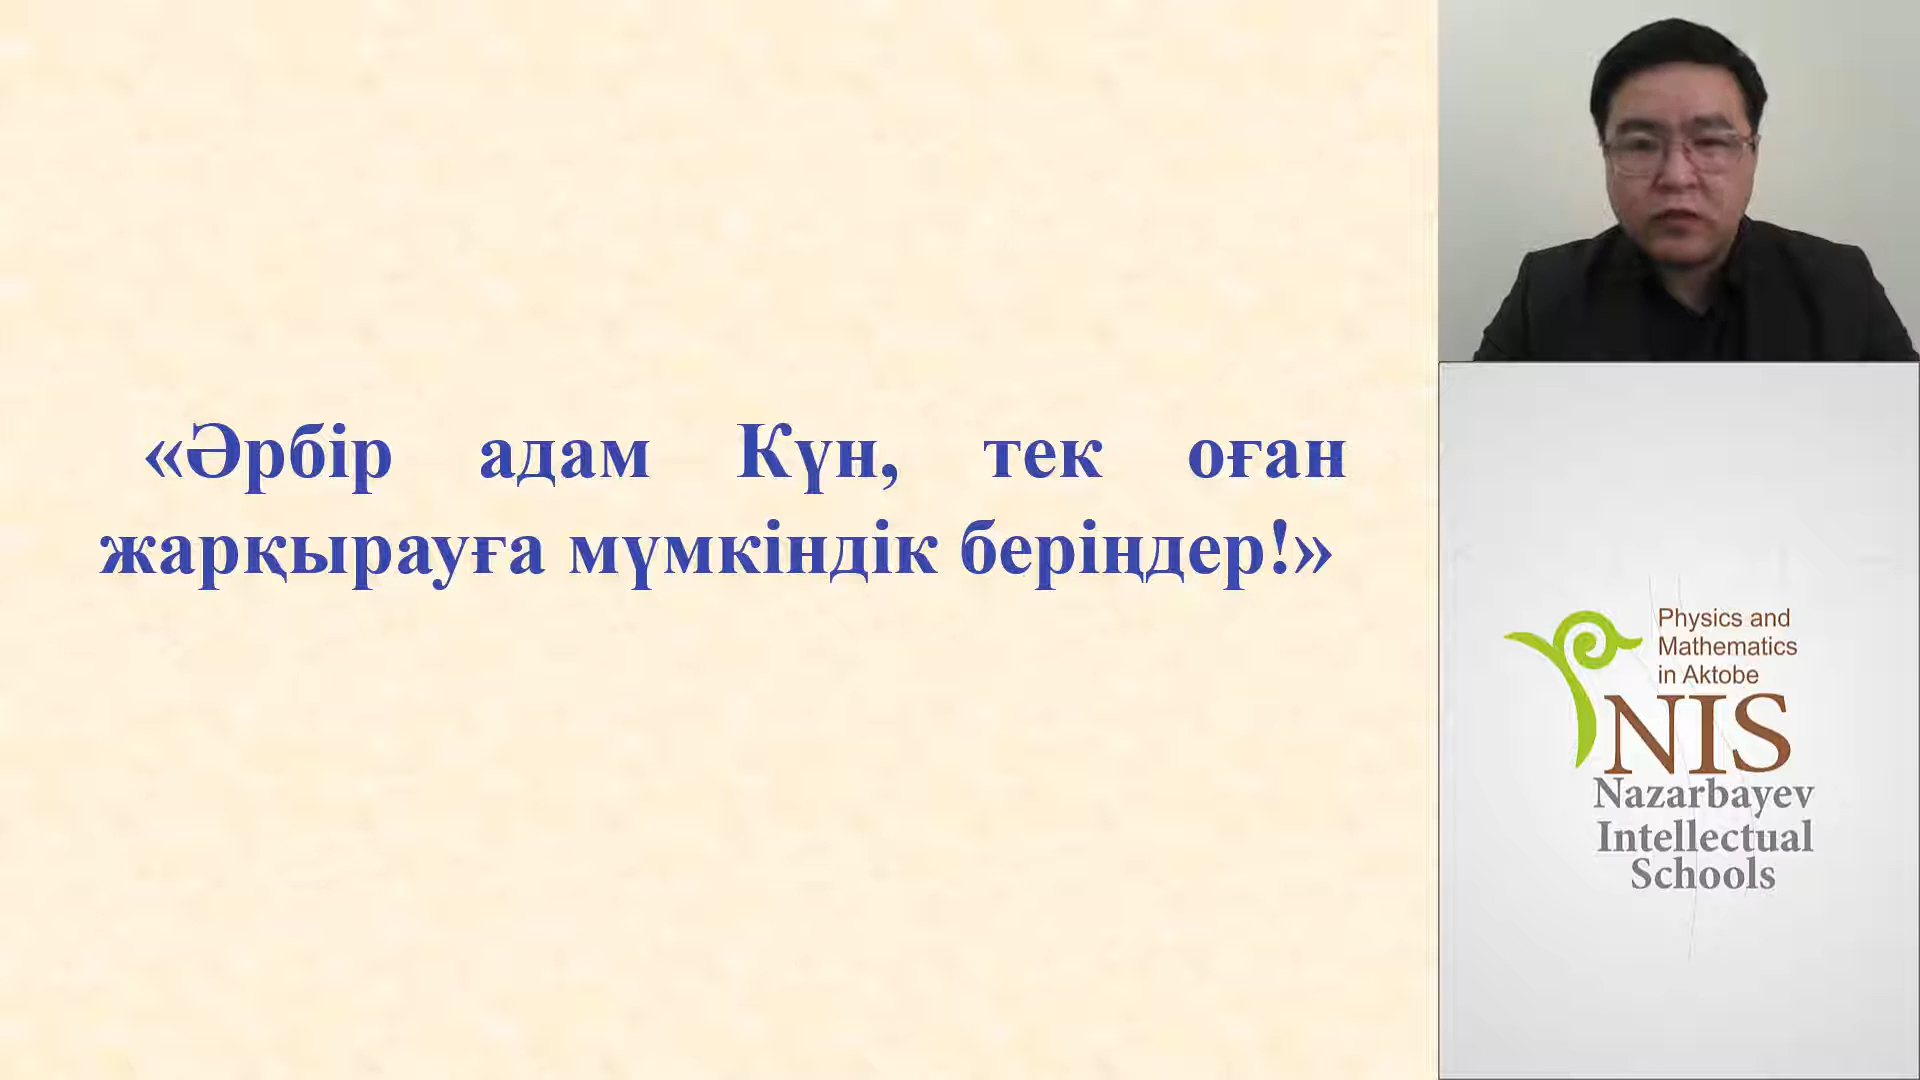 «Әрбір адам Күн, тек оған
жарқырауға мүмкіндік беріңдер!»
Physics and
Mathematics
in Aktobe
NIS
Nazarbayev
Intellectual
Schools